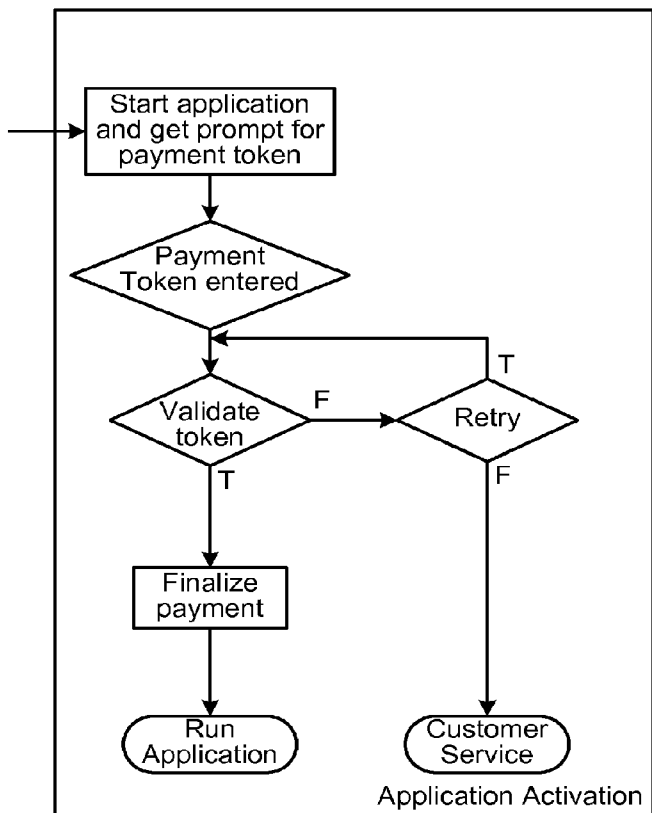 Start application
and get prompt for
payment token
Payment
Token entered
T
Validate
token
F
Retry
T
F
Finalize
payment
Run
Application
Customer
Service
Application Activation